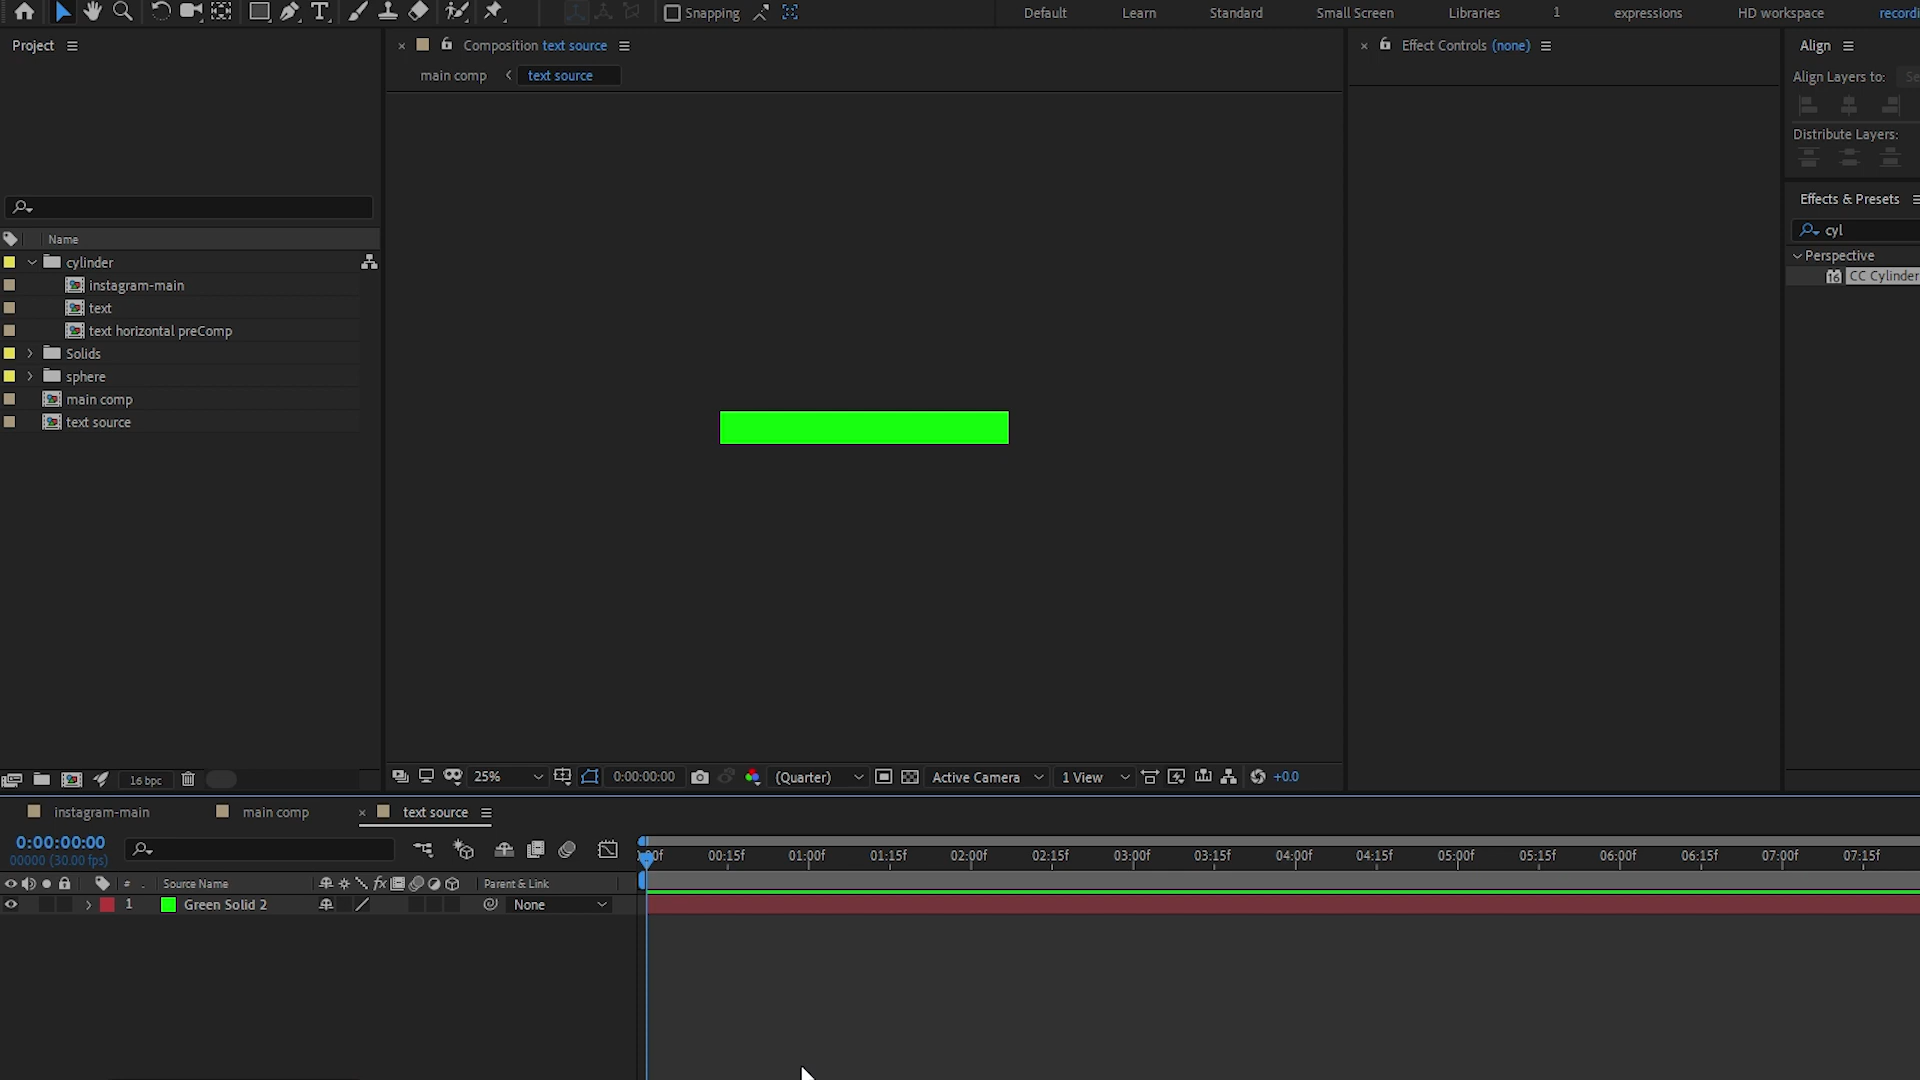 Snapping
Default
Learn
Standard
Small Screen
Libraries
1
expressions
HD workspace
recordi
Project
Composition text source
Effect Controls (none)
Align
main comp
text source
Align Layers to:
Se
Distribute Layers:
Effects & Presets
cyl
Perspective
16
CC Cylinder
Name
cylinder
instagram-main
text
text horizontal preComp
Solids
sphere
main comp
text source
16 bpc
25%
0:00:00:00
(Quarter)
Active Camera
1 View
+0.0
instagram-main
main comp
text source
0:00:00:00
00000 (30.00 fps)
:00f
00:15f
01:00f
01:15f
02:00f
02:15f
03:00f
03:15f
04:00f
04:15f
05:00f
05:15f
06:00f
06:15f
07:00f
07:15f
# .
Source Name
fx
Parent & Link
1
Green Solid 2
None